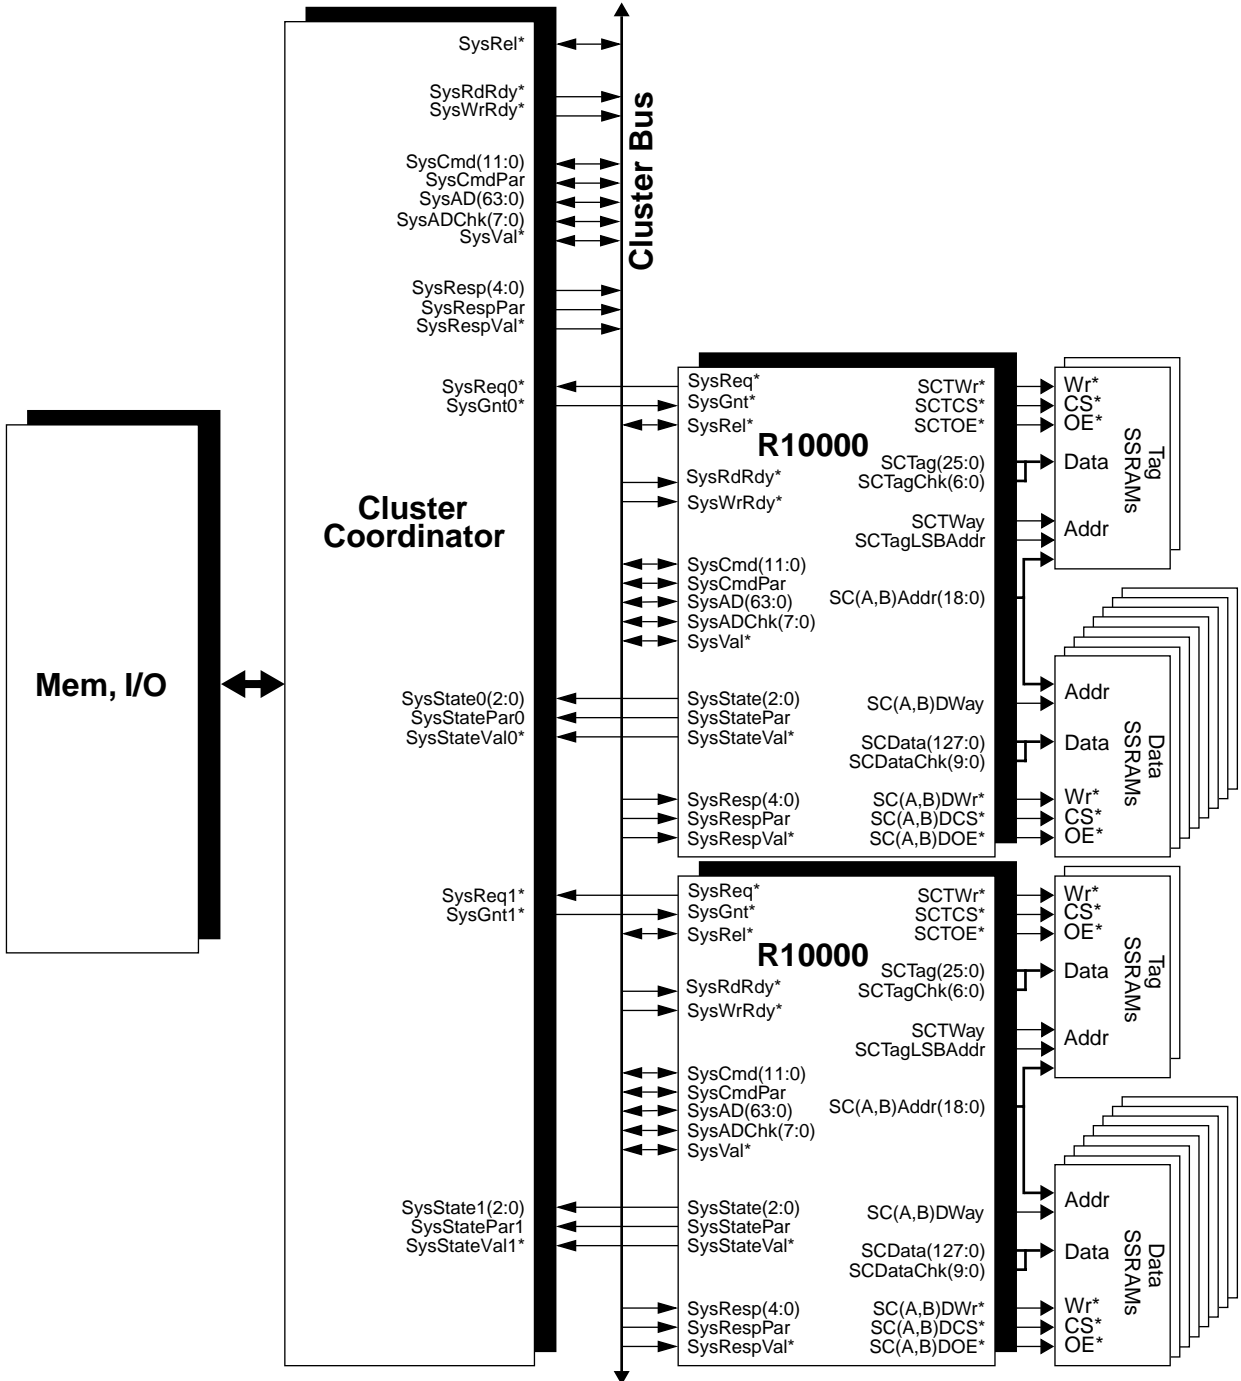 SysRel*
SysRdRdy*
SysWrRdy*
SysCmd(11:0)
SysCmdPar
SysAD(63:0)
SysADChk(7:0)
SysVal*
SysResp(4:0)
SysRespPar
SysRespVal*
SysReq0*
SysGnt0*
Cluster
Coordinator
SysState0(2:0)
SysStatePar0
SysStateVal0*
SysReq1*
SysGnt1*
SysState1(2:0)
SysStatePar1
SysStateVal1*
Mem, I/O
Cluster Bus
SysReq*
SysGnt*
SysRel*
R10000
SysRdRdy*
SysWrRdy*
SysCmd(11:0)
SysCmdPar
SysAD(63:0)
SysADChk(7:0)
SysVal*
SysState(2:0)
SysStatePar
SysStateVal*
SysResp(4:0)
SysRespPar
SysRespVal*
SCTWr*
SCTCS*
SCTOE*
SCTag(25:0)
SCTagChk(6:0)
SCTWay
SCTagLSBAddr
SC(A,B)Addr(18:0)
SC(A,B)DWay
SCData(127:0)
SCDataChk(9:0)
SC(A,B)DWr*
SC(A,B)DCS*
SC(A,B)DOE*
Wr*
CS*
OE*
Data
Addr
Tag
SSRAMs
Addr
Data
Wr*
CS*
OE*
Data
SSRAMs
SysReq*
SysGnt*
SysRel*
R10000
SysRdRdy*
SysWrRdy*
SysCmd(11:0)
SysCmdPar
SysAD(63:0)
SysADChk(7:0)
SysVal*
SysState(2:0)
SysStatePar
SysStateVal*
SysResp(4:0)
SysRespPar
SysRespVal*
SCTWr*
SCTCS*
SCTOE*
SCTag(25:0)
SCTagChk(6:0)
SCTWay
SCTagLSBAddr
SC(A,B)Addr(18:0)
SC(A,B)DWay
SCData(127:0)
SCDataChk(9:0)
SC(A,B)DWr*
SC(A,B)DCS*
SC(A,B)DOE*
Wr*
CS*
OE*
Data
Addr
Tag
SSRAMs
Addr
Data
Wr*
CS*
OE*
Data
SSRAMs